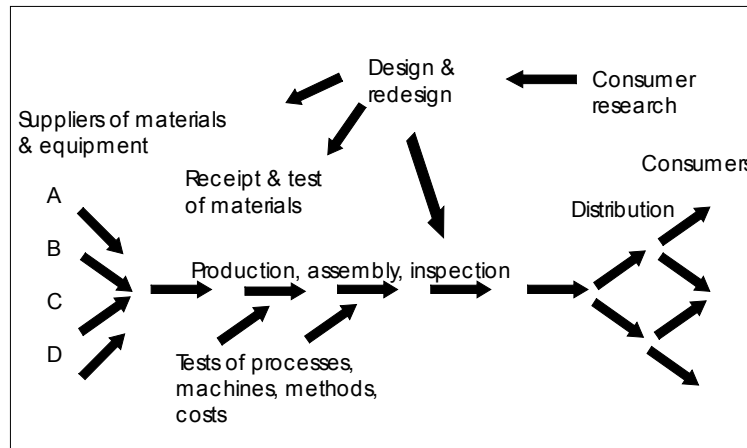 Design &
redesign
Consumer
research
Suppliers of materials
& equipment
Consumers
Receipt & test
of materials
A
Distribution
B
Production, assembly, inspection
C
D
Tests of processes,
machines, methods,
costs